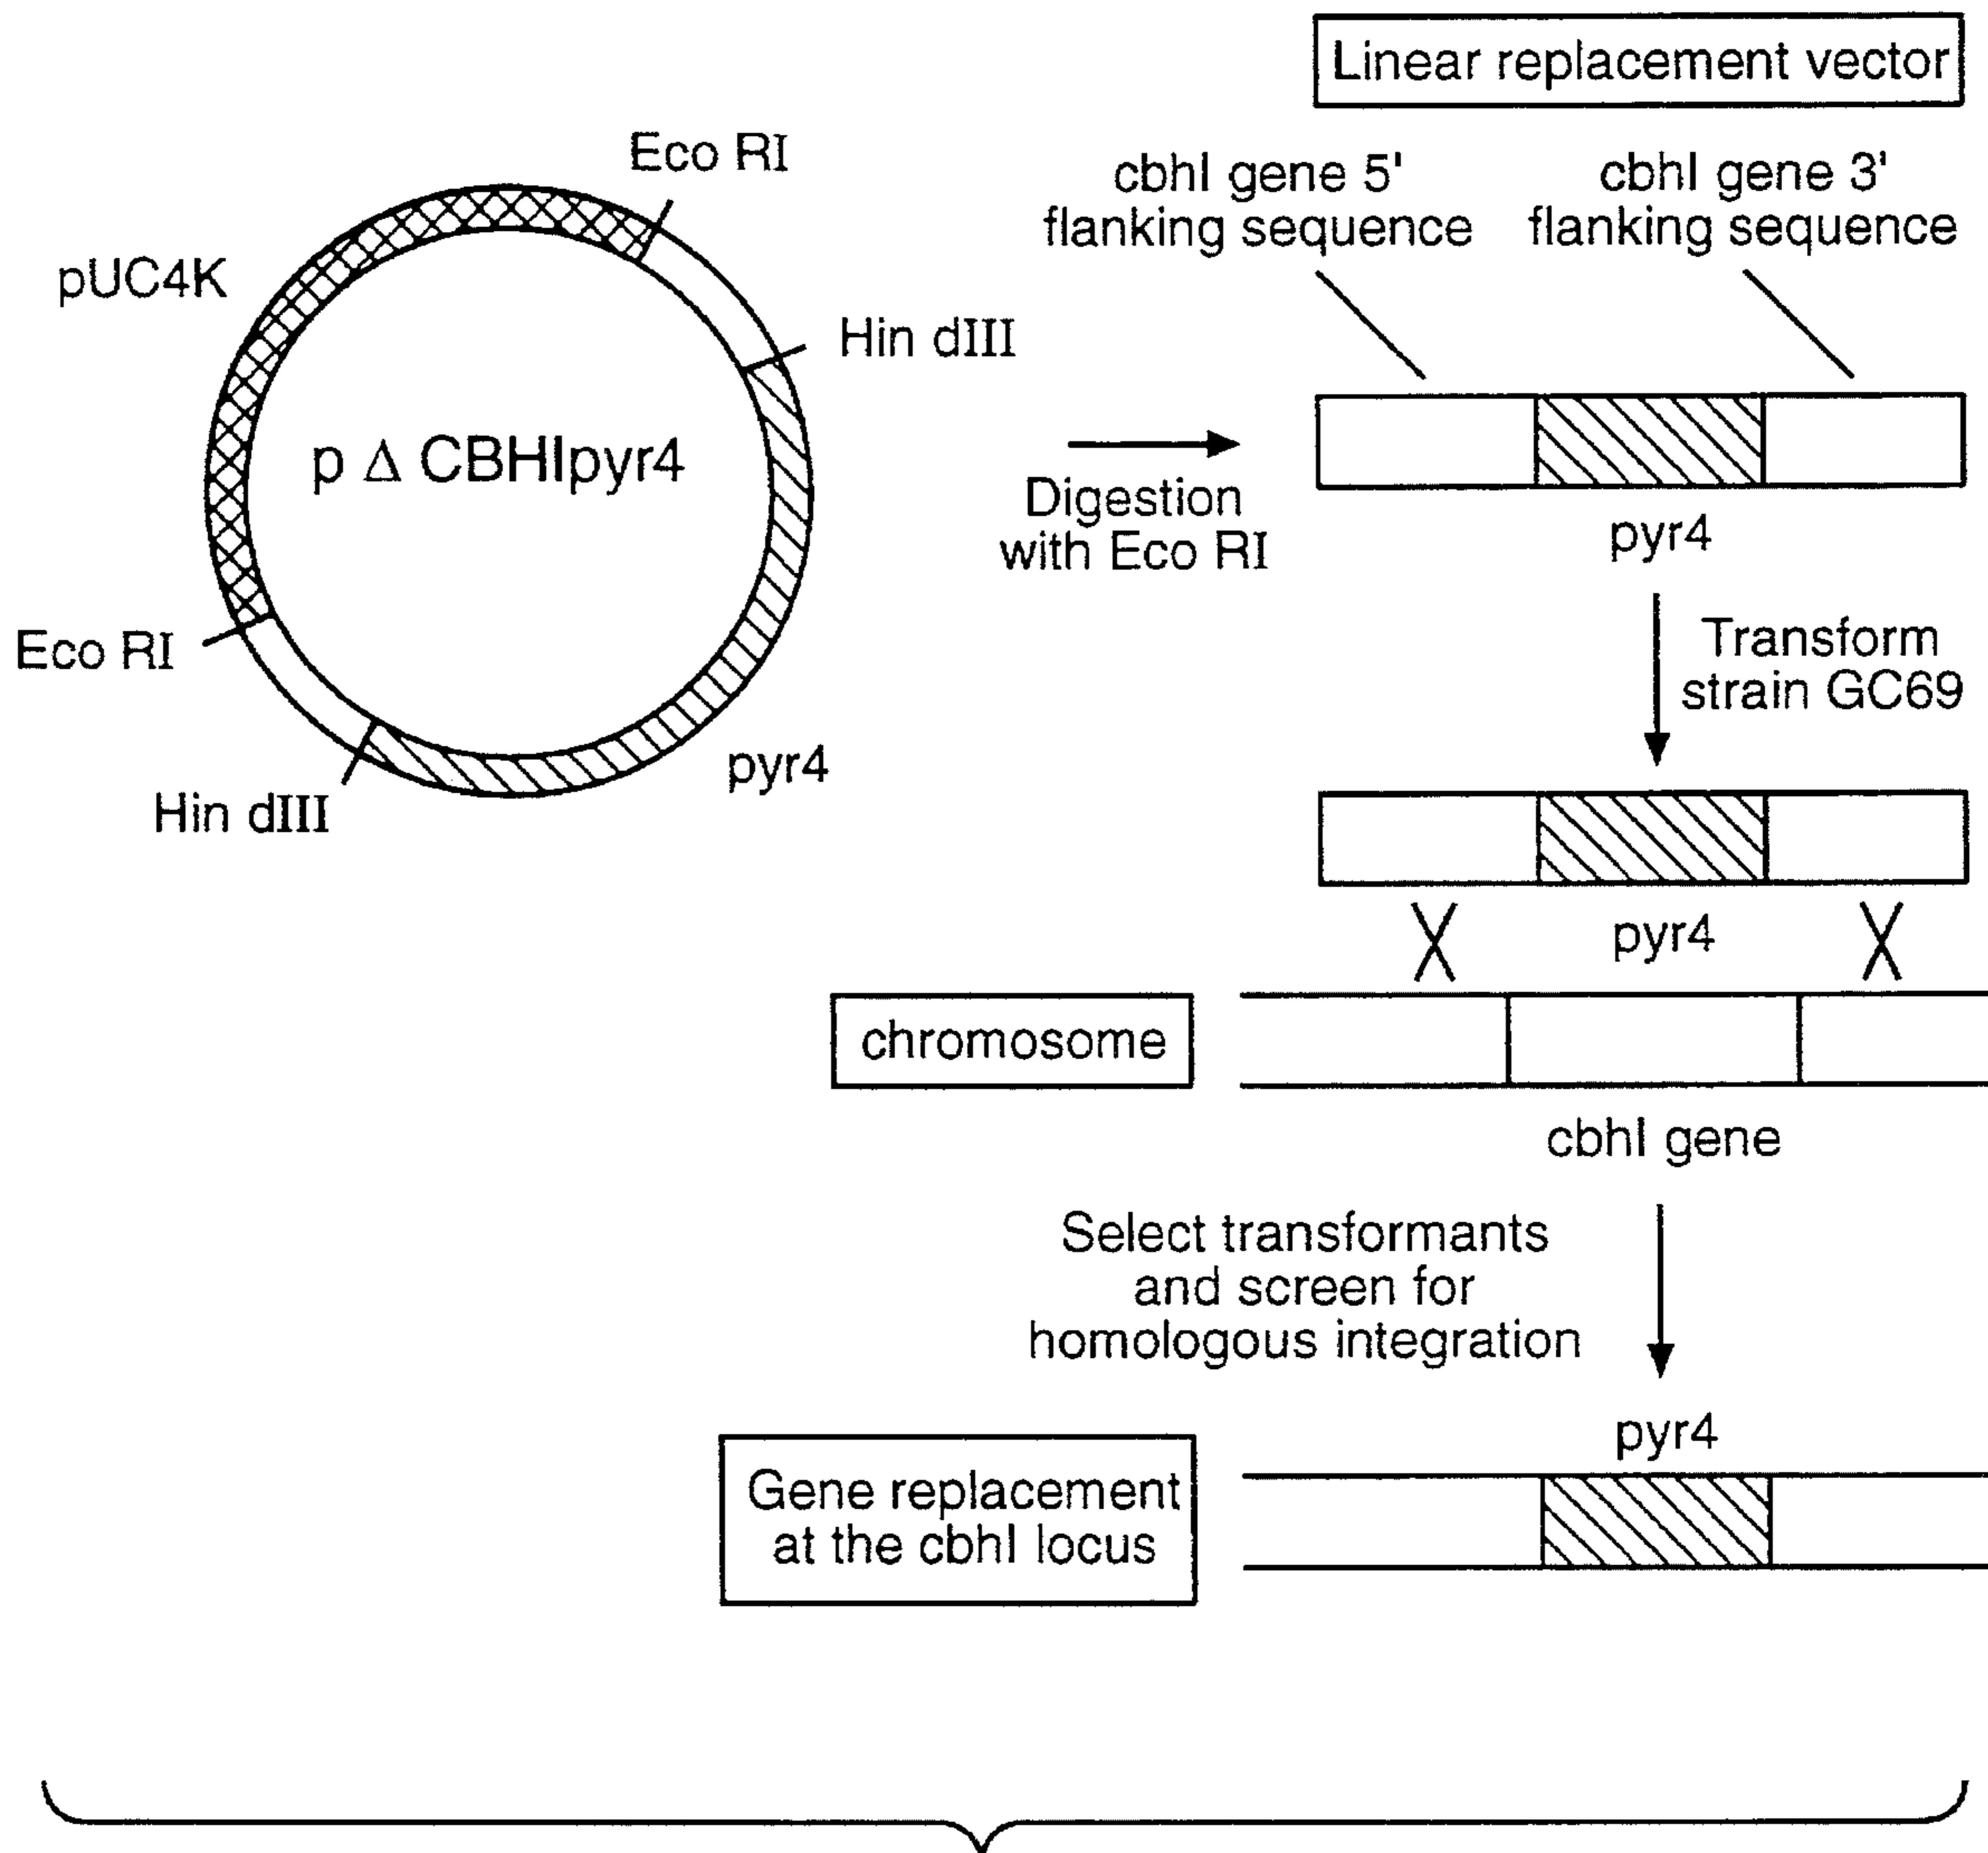 Linear replacement vector
Eco RI
cbhI gene 5'
flanking sequence
cbhI gene 3'
flanking sequence
pUC4K
Hin dIII
p Δ CBHIpyr4
Digestion
with Eco RI
pyr4
Eco RI
Transform
strain GC69
pyr4
Hin dIII
pyr4
chromosome
cbhI gene
Select transformants
and screen for
homologous integration
pyr4
Gene replacement
at the cbhI locus